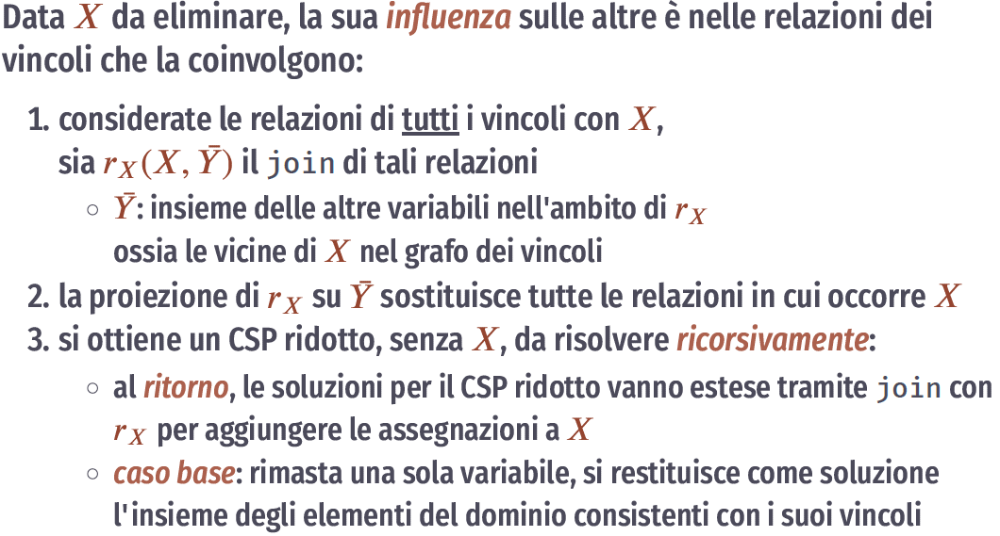 Data X da eliminare, la sua influenza sulle altre è nelle relazioni dei
vincoli che la coinvolgono:
1. considerate le relazioni di tutti i vincoli con X,
sia r_X(X, Ȳ) il join di tali relazioni
○ Ȳ: insieme delle altre variabili nell'ambito di r_X
ossia le vicine di X nel grafo dei vincoli
2. la proiezione di r_X su Ȳ sostituisce tutte le relazioni in cui occorre X
3. si ottiene un CSP ridotto, senza X, da risolvere ricorsivamente:
○ al ritorno, le soluzioni per il CSP ridotto vanno estese tramite join con
r_X per aggiungere le assegnazioni a X
○ caso base: rimasta una sola variabile, si restituisce come soluzione
l'insieme degli elementi del dominio consistenti con i suoi vincoli